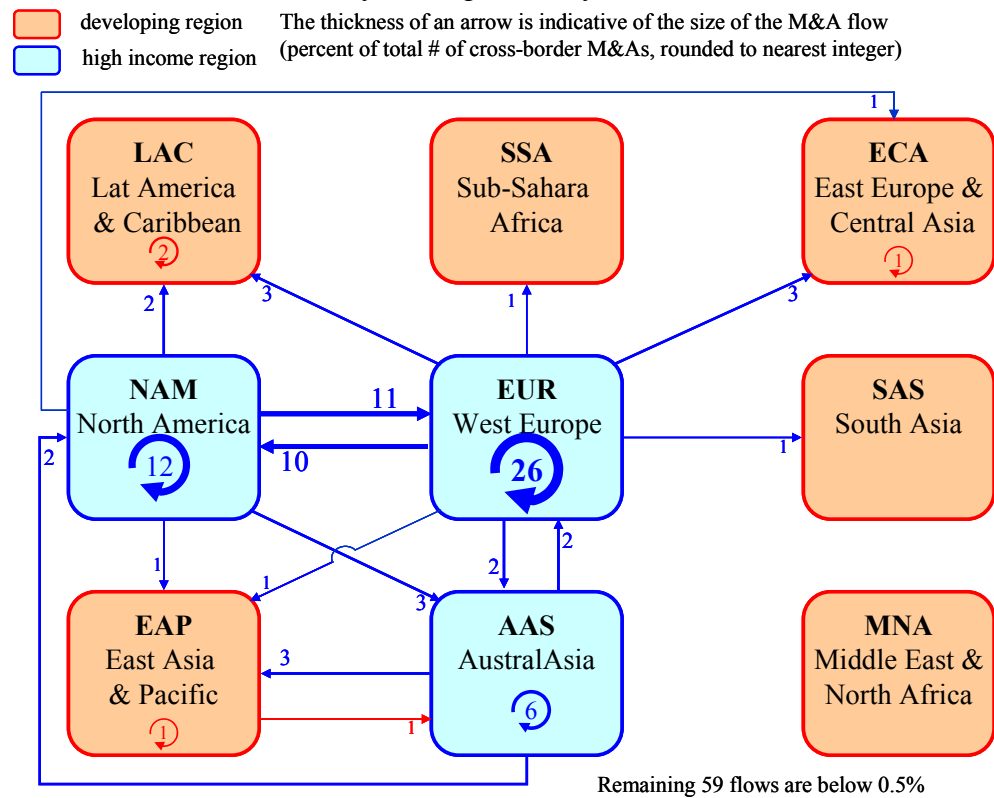 developing region
The thickness of an arrow is indicative of the size of the M&A flow
high income region
(percent of total # of cross-border M&As, rounded to nearest integer)
1
LAC
Lat America
& Caribbean
2
SSA
Sub-Sahara
Africa
ECA
East Europe &
Central Asia
1
2
3
1
3
NAM
North America
12
11
10
EUR
West Europe
26
SAS
South Asia
2
1
1
1
3
2
2
EAP
East Asia
& Pacific
1
3
1
AAS
AustralAsia
6
MNA
Middle East &
North Africa
Remaining 59 flows are below 0.5%